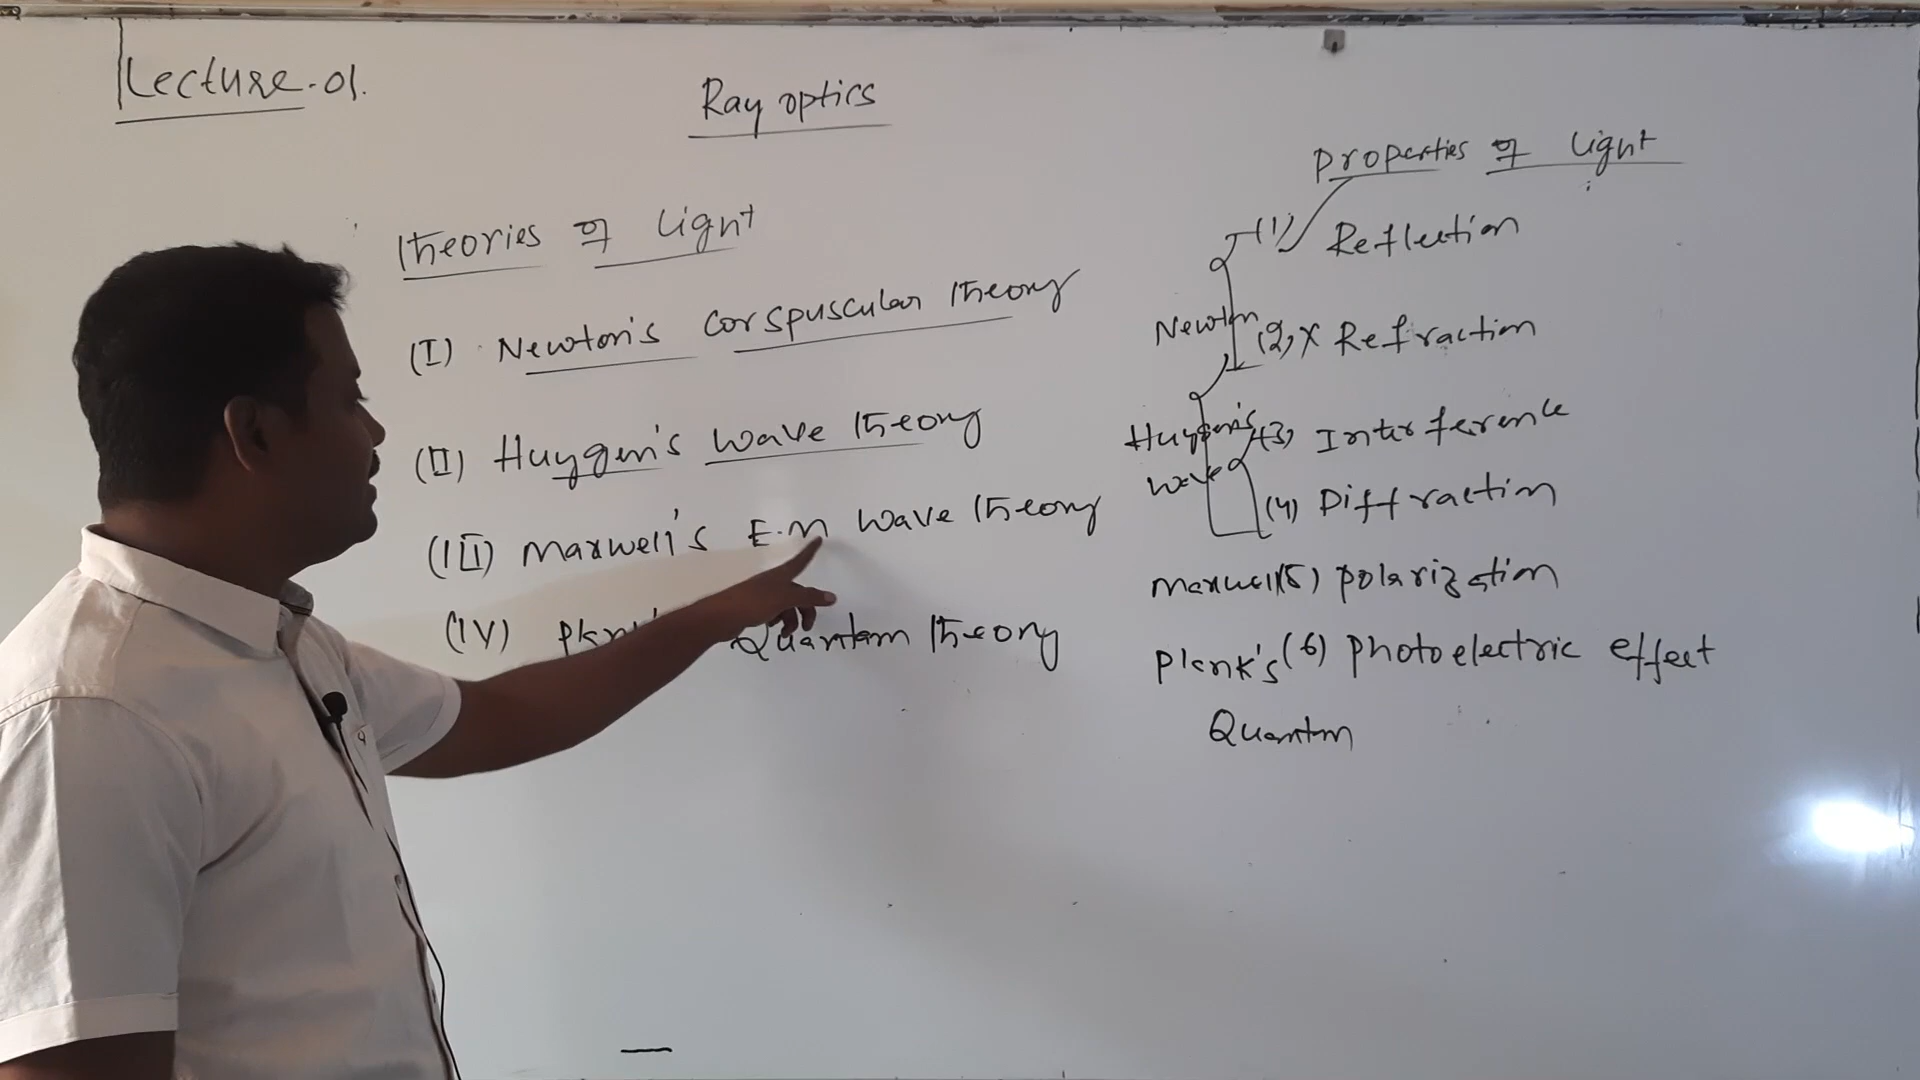 Lecture-01.
Ray optics
Theories of Light
(I) Newton's Corspuscular Theory
(II) Huygen's wave Theory
(III) Maxwell's E.M wave Theory
(IV) Quantam Theory
Properties of Light
(1) Reflection
Newton (2) x Refraction
Huygen's (3) Interference
wave (4) Diffraction
Maxwell (5) polarization
Plank's (6) Photoelectric effect
Quantm